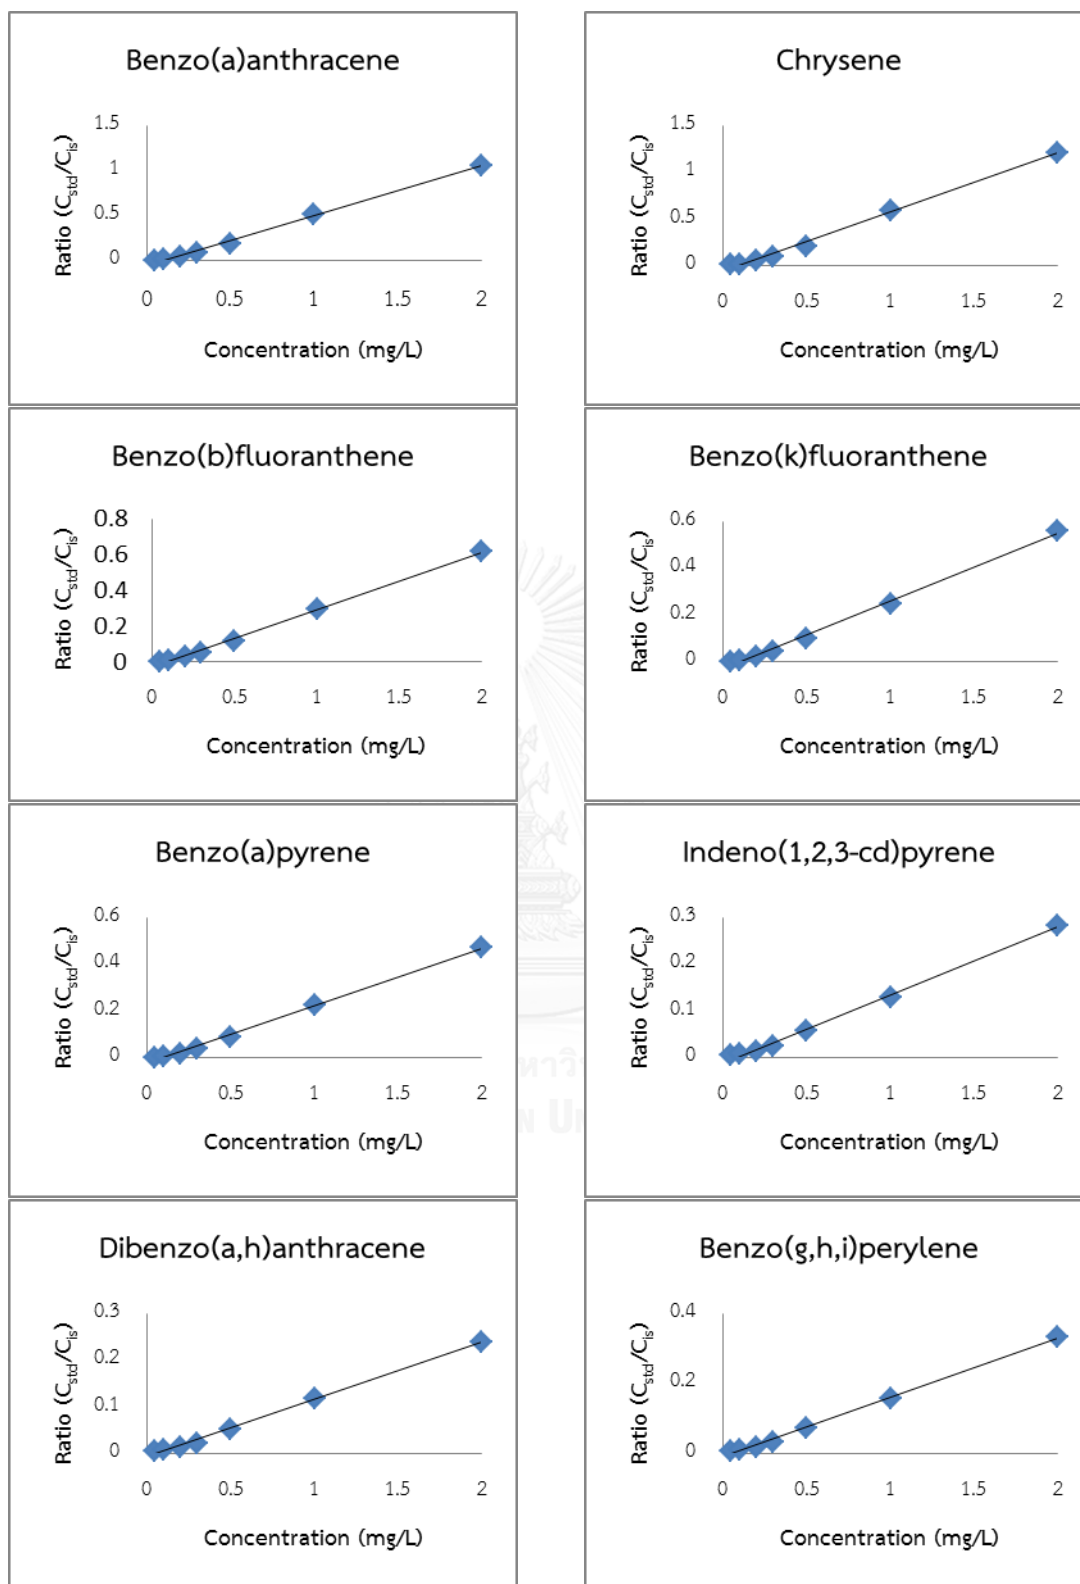 Benzo(a)anthracene
Ratio (Cstd/Cis)
1.5
1
0.5
0
0 0.5 1 1.5 2
Concentration (mg/L)
Chrysene
Ratio (Cstd/Cis)
1.5
1
0.5
0
0 0.5 1 1.5 2
Concentration (mg/L)
Benzo(b)fluoranthene
Ratio (Cstd/Cis)
0.8
0.6
0.4
0.2
0
0 0.5 1 1.5 2
Concentration (mg/L)
Benzo(k)fluoranthene
Ratio (Cstd/Cis)
0.6
0.4
0.2
0
0 0.5 1 1.5 2
Concentration (mg/L)
Benzo(a)pyrene
Ratio (Cstd/Cis)
0.6
0.4
0.2
0
0 0.5 1 1.5 2
Concentration (mg/L)
Indeno(1,2,3-cd)pyrene
Ratio (Cstd/Cis)
0.3
0.2
0.1
0
0 0.5 1 1.5 2
Concentration (mg/L)
Dibenzo(a,h)anthracene
Ratio (Cstd/Cis)
0.3
0.2
0.1
0
0 0.5 1 1.5 2
Concentration (mg/L)
Benzo(g,h,i)perylene
Ratio (Cstd/Cis)
0.4
0.2
0
0 0.5 1 1.5 2
Concentration (mg/L)